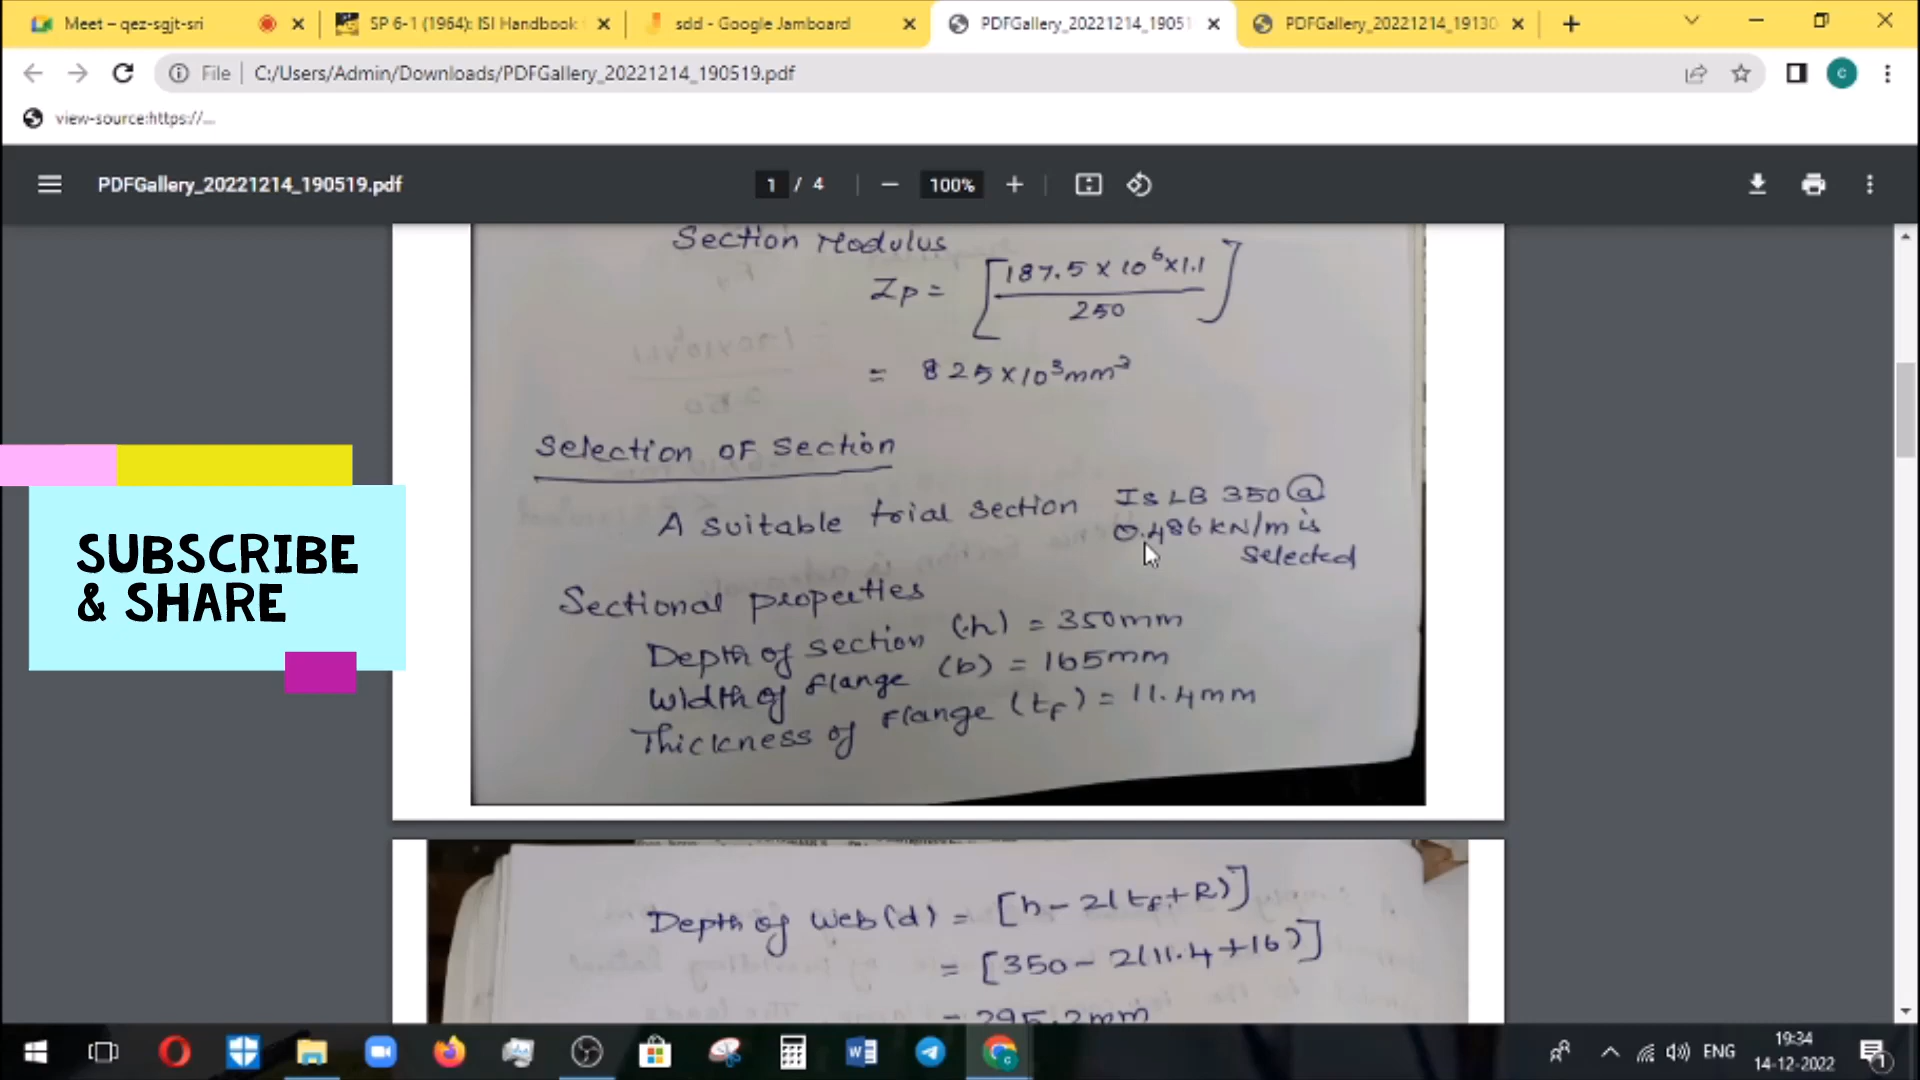 Meet – qez-sgjt-sri
SP 6-1 (1964): ISI Handbook
sdd - Google Jamboard
PDFGallery_20221214_19051
PDFGallery_20221214_19130
File
C:/Users/Admin/Downloads/PDFGallery_20221214_190519.pdf
view-source:https://...
PDFGallery_20221214_190519.pdf
1 / 4
100%
Section Modulus
Zp = [187.5 x 10^6 x 1.1
250]
= 825 x 10^3 mm^3
Selection of Section
A suitable trial section ISLB 350 @
0.486 kN/m is
Selected
Sectional properties
Depth of section (h) = 350mm
Width of Flange (b) = 165mm
Thickness of Flange (tf) = 11.4mm
SUBSCRIBE
& SHARE
Depth of Web(d) = [h - 2(tf + R)]
= [350 - 2(11.4 + 16)]
= 295.2mm
ENG
19:34
14-12-2022
1